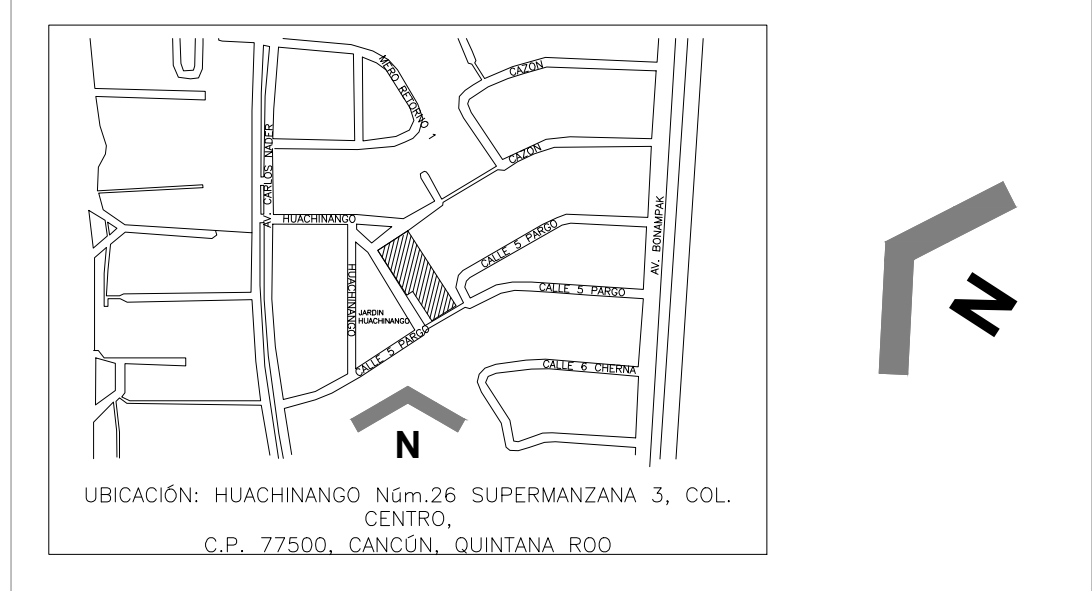 CAZON
MERO RETORNO 1
CAZON
AV. CARLOS NADER
HUACHINANGO
AV. BONAMPAK
CALLE 5 PARGO
HUACHINANGO
CALLE 5 PARGO
JARDIN
HUACHINANGO
CALLE 5 PARGO
CALLE 6 CHERNA
N
N
UBICACIÓN: HUACHINANGO Núm.26 SUPERMANZANA 3, COL.
CENTRO,
C.P. 77500, CANCÚN, QUINTANA ROO